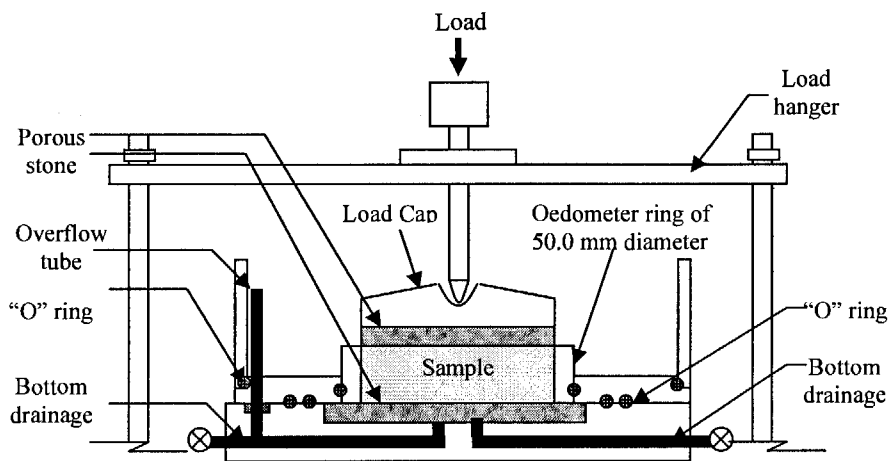 Load
Load
hanger
Porous
stone
Load Cap
Oedometer ring of
50.0 mm diameter
Overflow
tube
“O” ring
“O” ring
Sample
Bottom
drainage
Bottom
drainage